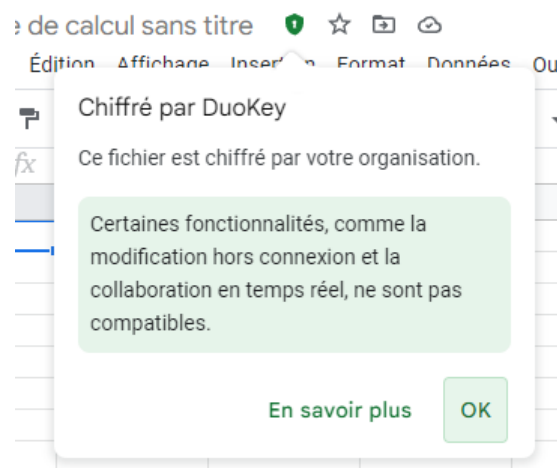 de calcul sans titre
Édition Affichage Format Données
fx
Chiffré par DuoKey
Ce fichier est chiffré par votre organisation.
Certaines fonctionnalités, comme la
modification hors connexion et la
collaboration en temps réel, ne sont pas
compatibles.
En savoir plus OK